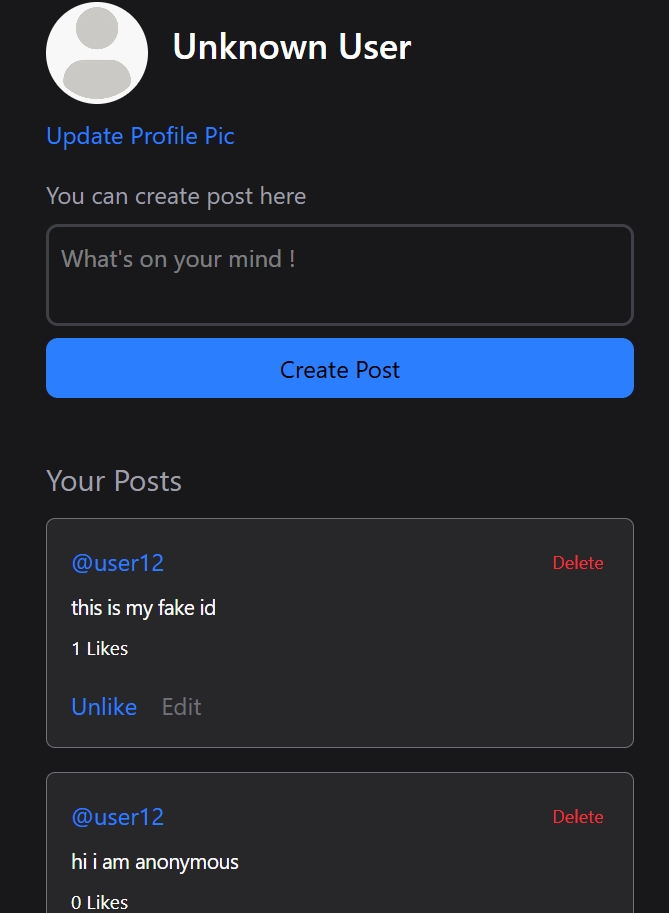 Unknown User
Update Profile Pic
You can create post here
What's on your mind !
Create Post
Your Posts
@user12
Delete
this is my fake id
1 Likes
Unlike Edit
@user12
Delete
hi i am anonymous
0 Likes